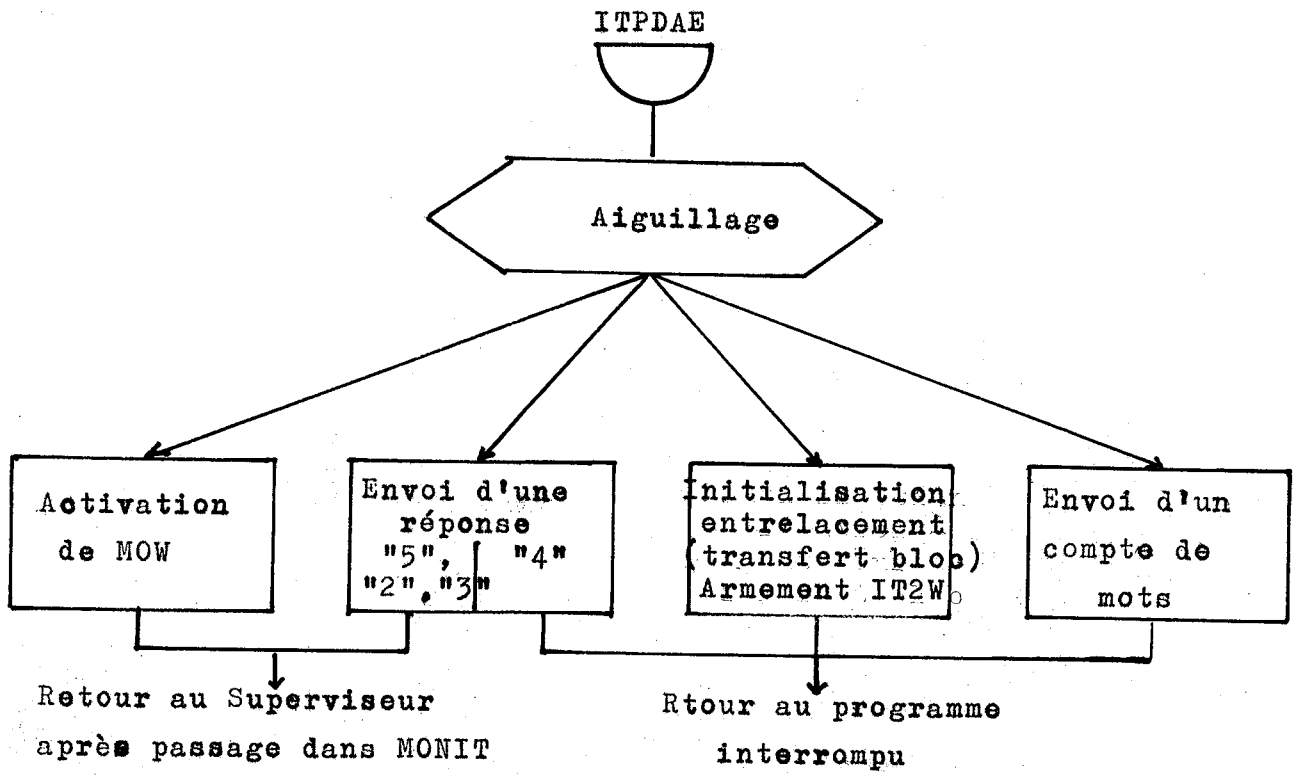 ITPDAE
Aiguillage
Activation
de MOW
Envoi d'une
réponse
"5", "4"
"2", "3"
Initialisation
entrelacement
(transfert bloc)
Armement IT2W
Envoi d'un
compte de
mots
Retour au Superviseur
après passage dans MONIT
Rtour au programme
interrompu